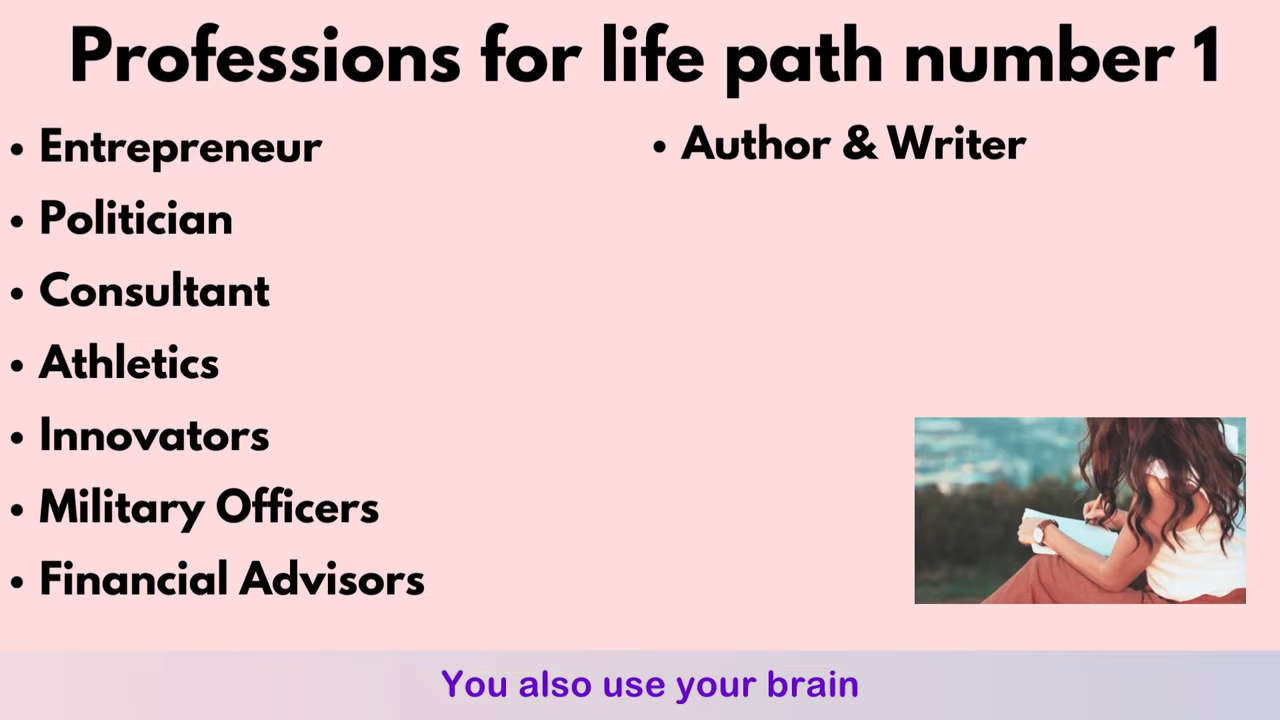 Professions for life path number 1
• Entrepreneur
• Politician
• Consultant
• Athletics
• Innovators
• Military Officers
• Financial Advisors
• Author & Writer
You also use your brain